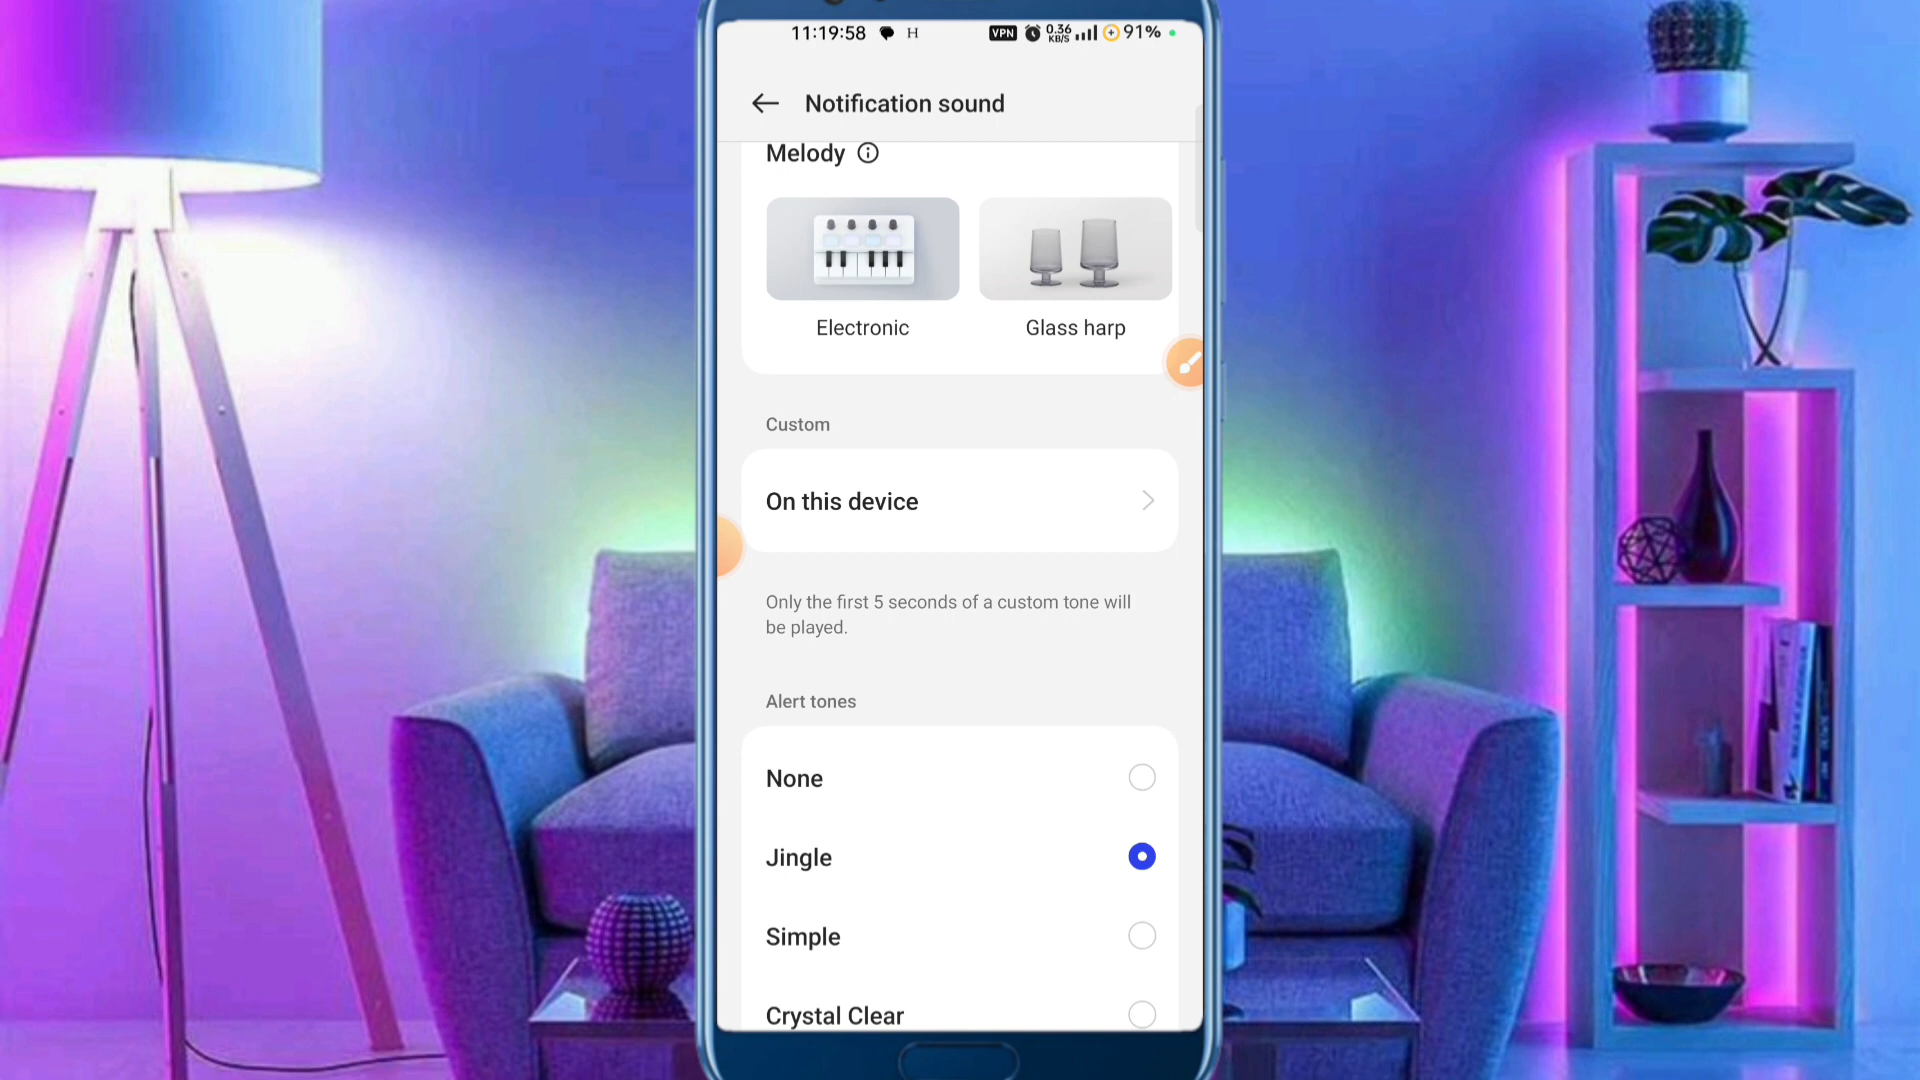 11:19:58 H VPN 0.36 KB/S 91%
Notification sound
Melody
Electronic Glass harp
Custom
On this device
Only the first 5 seconds of a custom tone will
be played.
Alert tones
None
Jingle
Simple
Crystal Clear